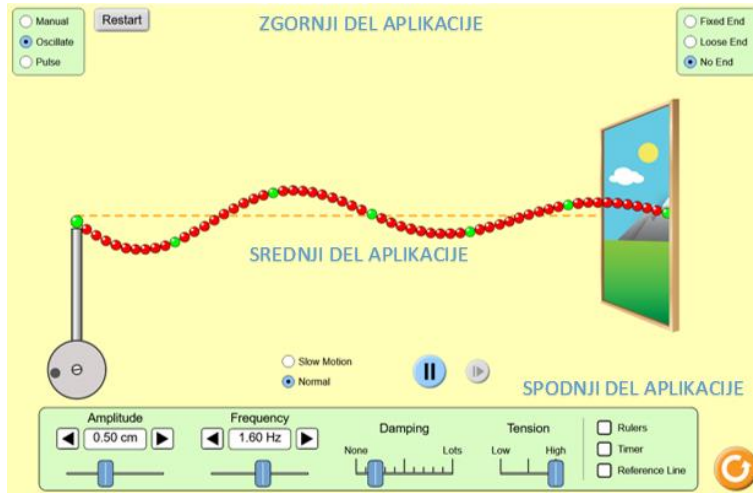 Manual
Oscillate
Pulse
Restart
ZGORNJI DEL APLIKACIJE
Fixed End
Loose End
No End
SREDNJI DEL APLIKACIJE
Slow Motion
Normal
SPODNJI DEL APLIKACIJE
Amplitude
0.50 cm
Frequency
1.60 Hz
Damping
None
Lots
Tension
Low
High
Rulers
Timer
Reference Line